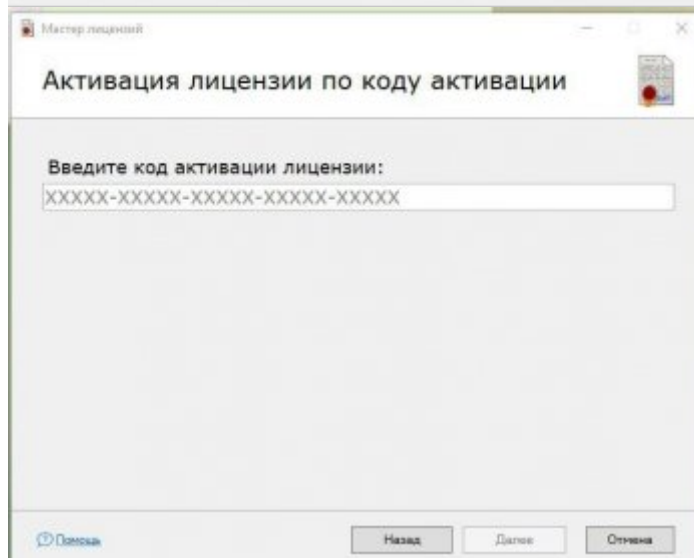 Мастер лицензий
Активация лицензии по коду активации
Введите код активации лицензии:
XXXXX-XXXXX-XXXXX-XXXXX-XXXXX
Помощь
Назад
Далее
Отмена